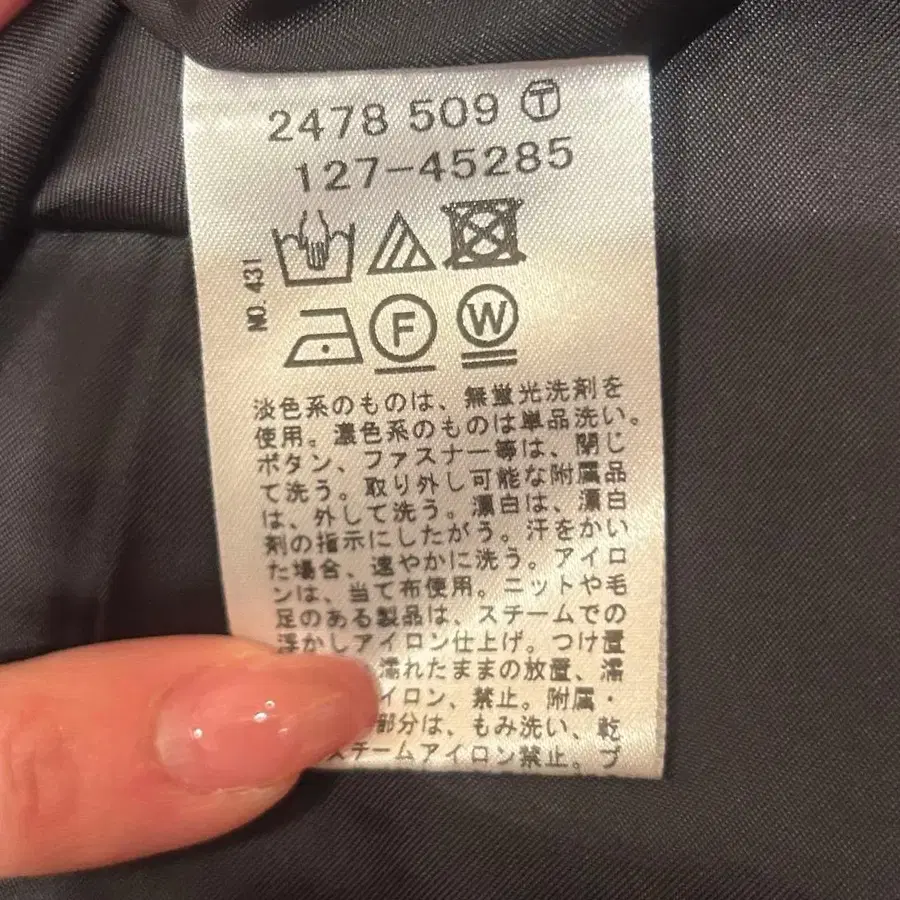 2478 509 Ⓣ
127-45285
NO. 431
F W
淡色系のものは、無蛍光洗剤を
使用。濃色系のものは単品洗い。
ボタン、ファスナー等は、閉じ
て洗う。取り外し可能な附属品
は、外して洗う。漂白は、漂白
剤の指示にしたがう。汗をかい
た場合、速やかに洗う。アイロ
ンは、当て布使用。ニットや毛
足のある製品は、スチームでの
浮かしアイロン仕上げ。つけ置
濡れたままの放置、濡
イロン、禁止。附属・
部分は、もみ洗い、乾
スチームアイロン禁止。プ